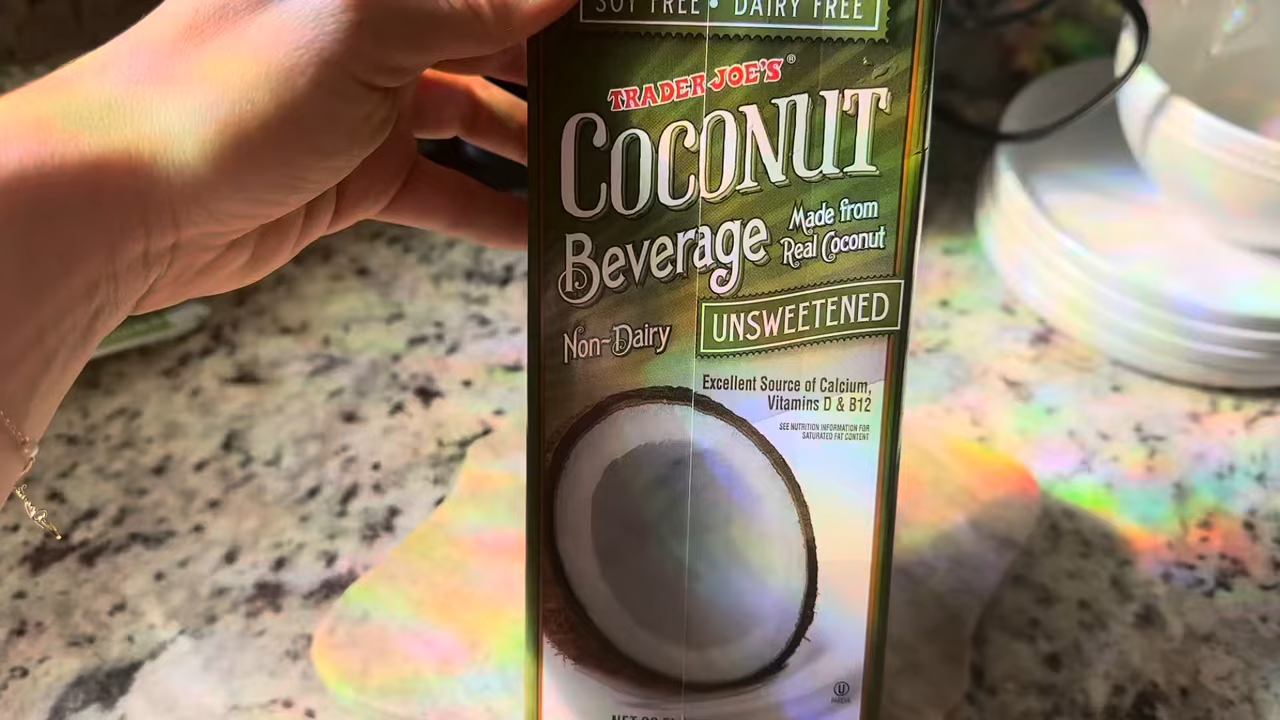 SOY FREE • DAIRY FREE
TRADER JOE'S®
COCONUT
Beverage
Made from
Real Coconut
UNSWEETENED
Non-Dairy
Excellent Source of Calcium,
Vitamins D & B12
SEE NUTRITION INFORMATION FOR
SATURATED FAT CONTENT
U
NET